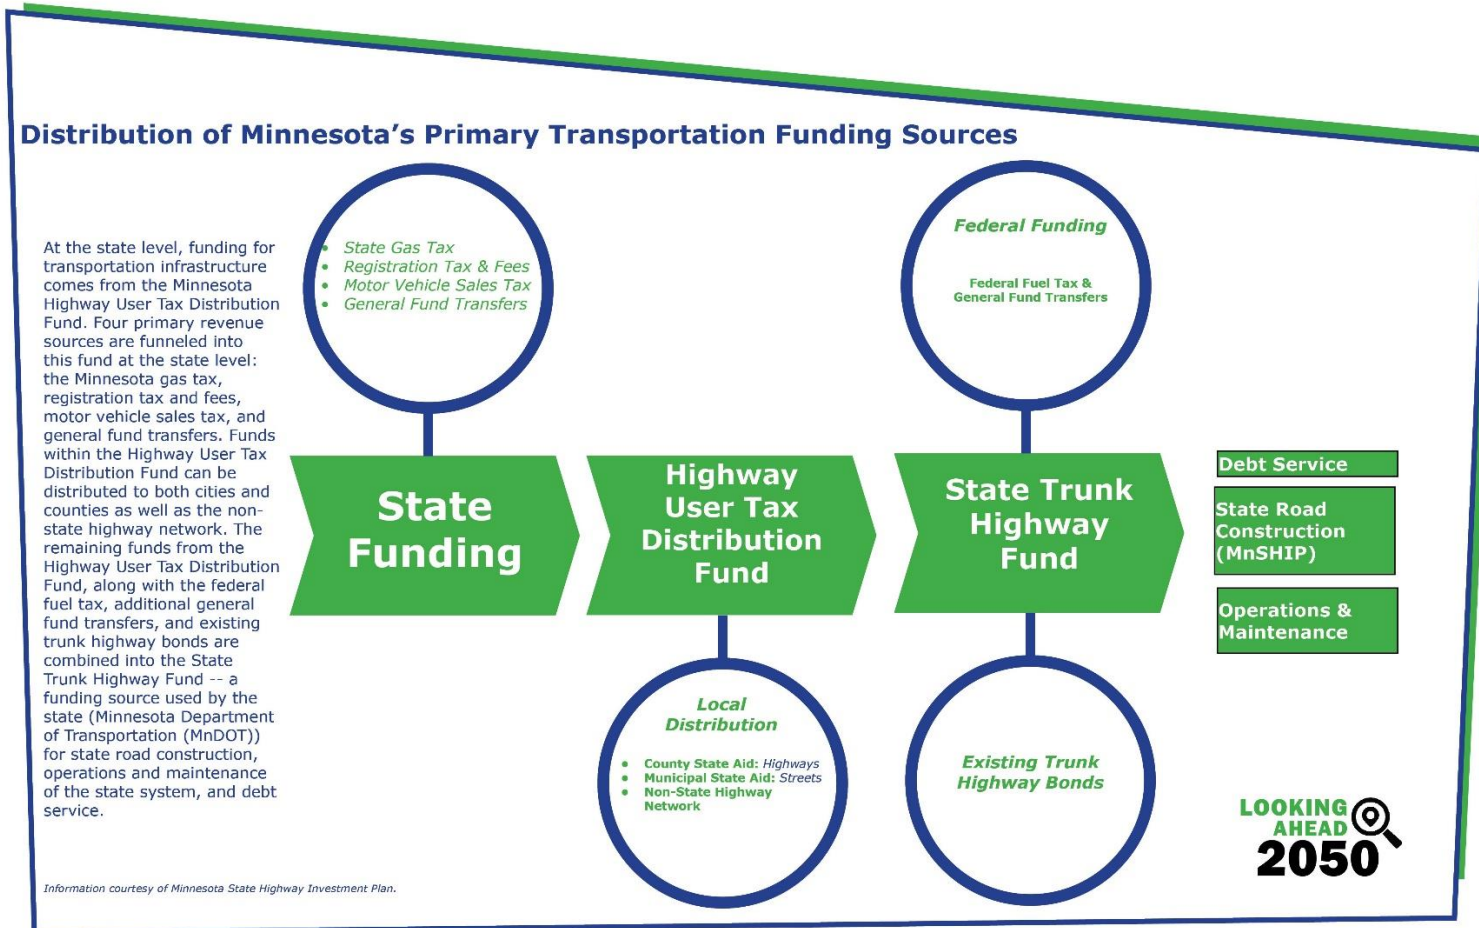 Distribution of Minnesota's Primary Transportation Funding Sources
At the state level, funding for
transportation infrastructure
comes from the Minnesota
Highway User Tax Distribution
Fund. Four primary revenue
sources are funneled into
this fund at the state level:
the Minnesota gas tax,
registration tax and fees,
motor vehicle sales tax, and
general fund transfers. Funds
within the Highway User Tax
Distribution Fund can be
distributed to both cities and
counties as well as the non-
state highway network. The
remaining funds from the
Highway User Tax Distribution
Fund, along with the federal
fuel tax, additional general
fund transfers, and existing
trunk highway bonds are
combined into the State
Trunk Highway Fund -- a
funding source used by the
state (Minnesota Department
of Transportation (MnDOT))
for state road construction,
operations and maintenance
of the state system, and debt
service.
• State Gas Tax
• Registration Tax & Fees
• Motor Vehicle Sales Tax
• General Fund Transfers
State
Funding
Highway
User Tax
Distribution
Fund
Local
Distribution
• County State Aid: Highways
• Municipal State Aid: Streets
• Non-State Highway
Network
Federal Funding
Federal Fuel Tax &
General Fund Transfers
State Trunk
Highway
Fund
Existing Trunk
Highway Bonds
Debt Service
State Road
Construction
(MnSHIP)
Operations &
Maintenance
LOOKING
AHEAD
2050
Information courtesy of Minnesota State Highway Investment Plan.